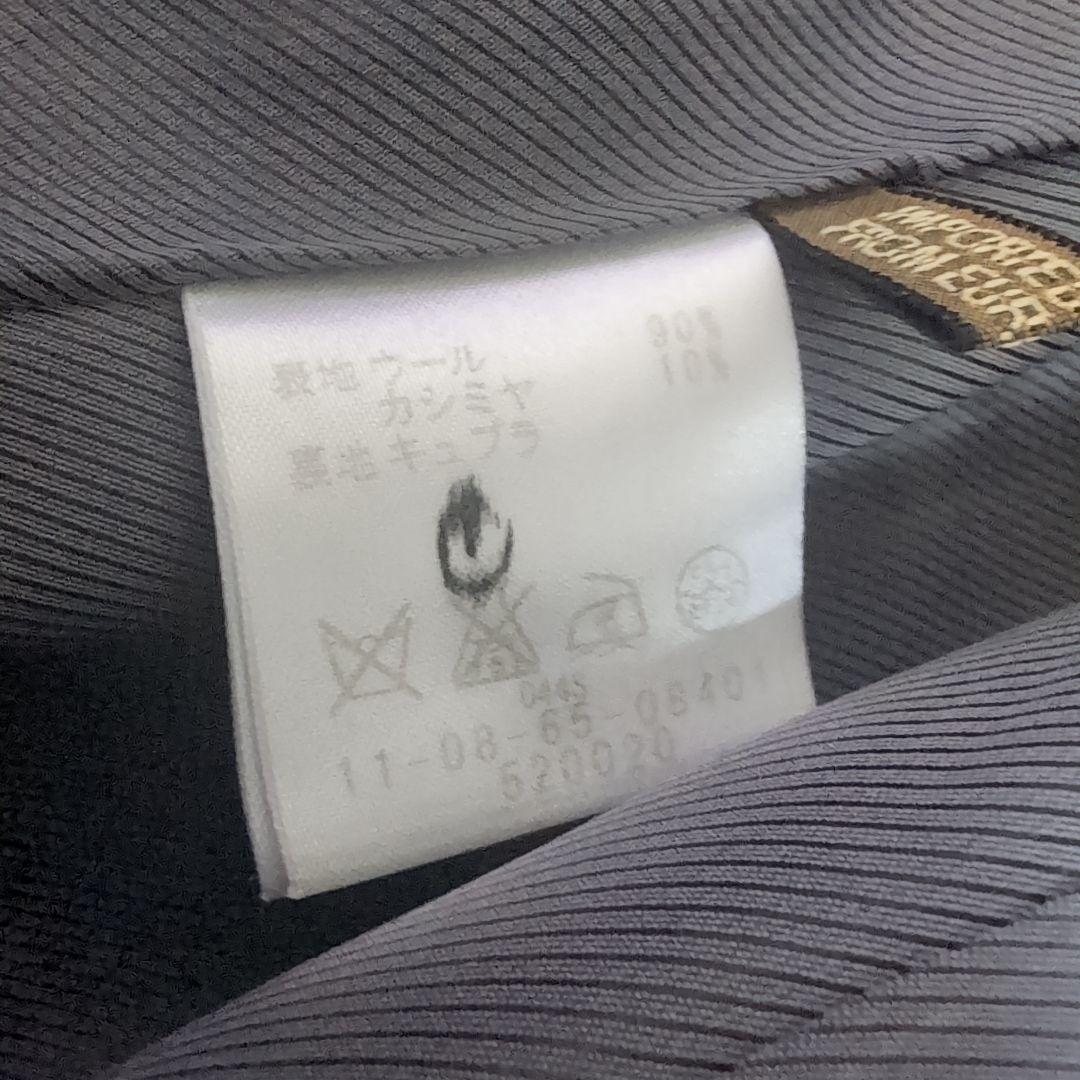 表地 ウール 90%
カシミヤ 10%
裏地 キュプラ
0465
11-08-65-08401
520020
IMPORTED
FROM EUR